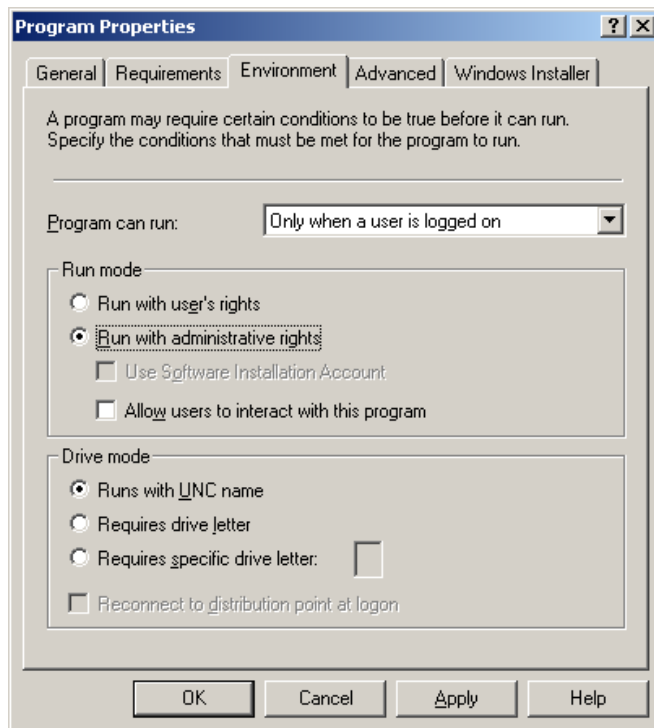 Program Properties
General Requirements Environment Advanced Windows Installer
A program may require certain conditions to be true before it can run.
Specify the conditions that must be met for the program to run.
Program can run: Only when a user is logged on
Run mode
Run with user's rights
Run with administrative rights
Use Software Installation Account
Allow users to interact with this program
Drive mode
Runs with UNC name
Requires drive letter
Requires specific drive letter:
Reconnect to distribution point at logon
OK Cancel Apply Help